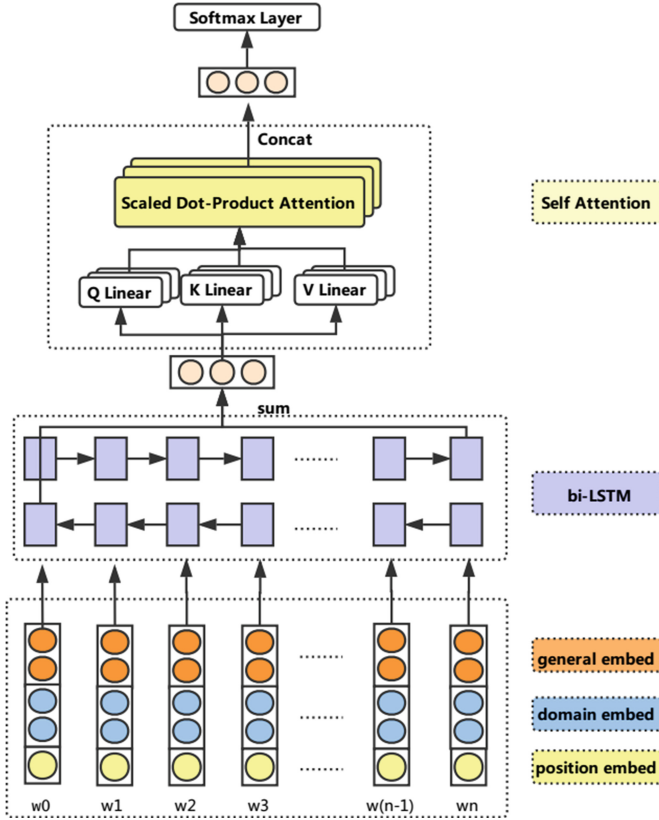 Softmax Layer
Concat
Scaled Dot-Product Attention
Self Attention
Q Linear
K Linear
V Linear
sum
bi-LSTM
general embed
domain embed
position embed
w0 w1 w2 w3 w(n-1) wn